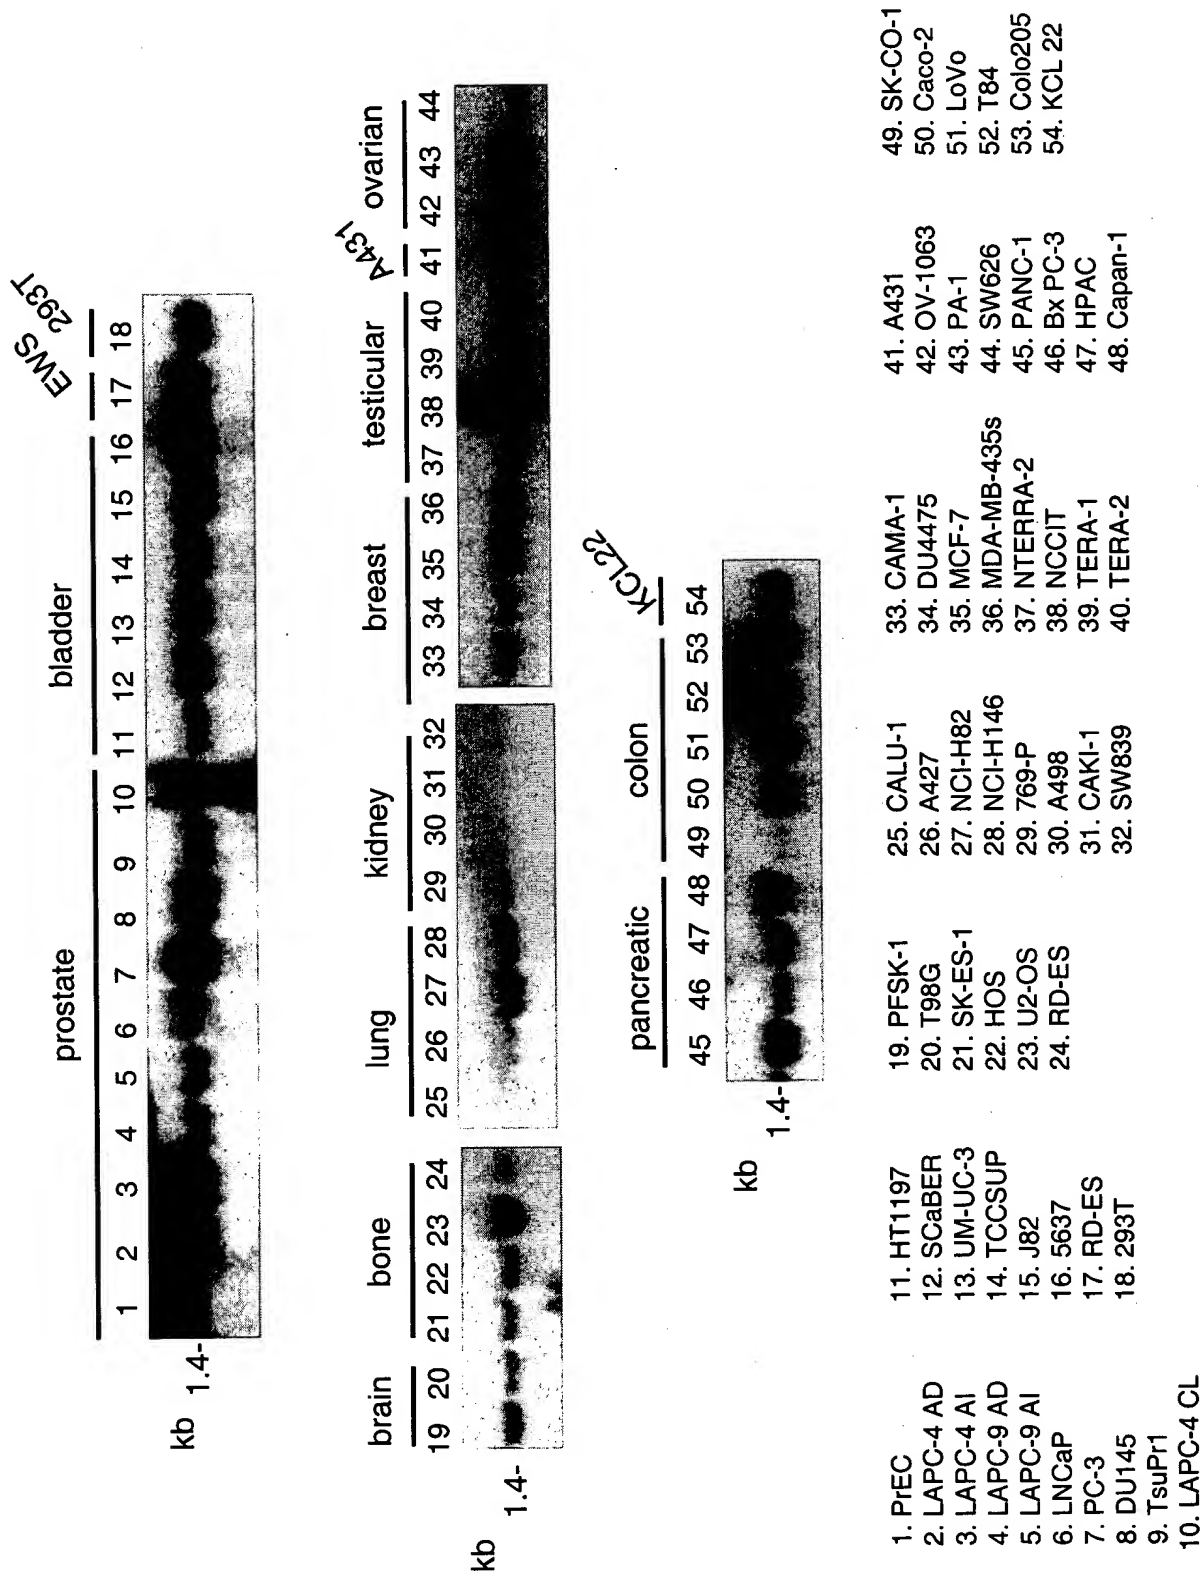 prostate
bladder
EWS
293T
1 2 3 4 5 6 7 8 9 10 11 12 13 14 15 16 17 18
kb
1.4-
brain
bone
lung
kidney
breast
testicular
A431
ovarian
19 20 21 22 23 24 25 26 27 28 29 30 31 32 33 34 35 36 37 38 39 40 41 42 43 44
kb
1.4-
pancreatic
colon
KCL22
45 46 47 48 49 50 51 52 53 54
kb
1.4-
1. PrEC
2. LAPC-4 AD
3. LAPC-4 AI
4. LAPC-9 AD
5. LAPC-9 AI
6. LNCaP
7. PC-3
8. DU145
9. TsuPr1
10. LAPC-4 CL
11. HT1197
12. SCaBER
13. UM-UC-3
14. TCCSUP
15. J82
16. 5637
17. RD-ES
18. 293T
19. PFSK-1
20. T98G
21. SK-ES-1
22. HOS
23. U2-OS
24. RD-ES
25. CALU-1
26. A427
27. NCI-H82
28. NCI-H146
29. 769-P
30. A498
31. CAKI-1
32. SW839
33. CAMA-1
34. DU4475
35. MCF-7
36. MDA-MB-435s
37. NTERRA-2
38. NCCIT
39. TERA-1
40. TERA-2
41. A431
42. OV-1063
43. PA-1
44. SW626
45. PANC-1
46. Bx PC-3
47. HPAC
48. Capan-1
49. SK-CO-1
50. Caco-2
51. LoVo
52. T84
53. Colo205
54. KCL 22